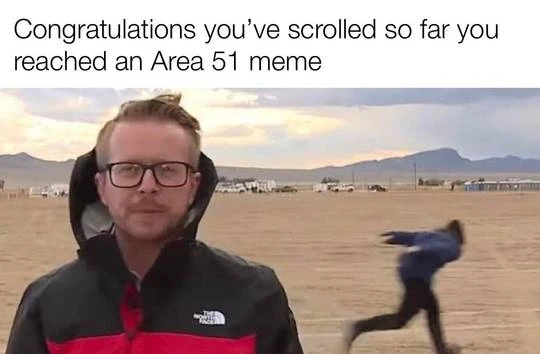 Congratulations you’ve scrolled so far you
reached an Area 51 meme
THE
NORTH
FACE